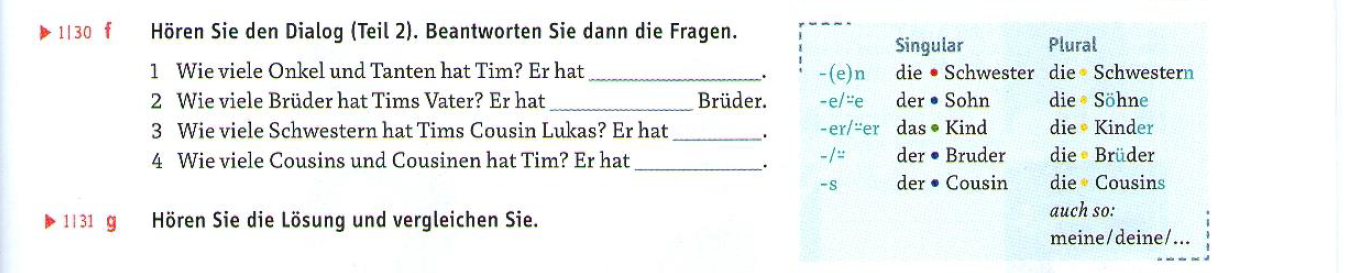 1|30 f Hören Sie den Dialog (Teil 2). Beantworten Sie dann die Fragen.
1 Wie viele Onkel und Tanten hat Tim? Er hat ______________.
2 Wie viele Brüder hat Tims Vater? Er hat ______________ Brüder.
3 Wie viele Schwestern hat Tims Cousin Lukas? Er hat _________.
4 Wie viele Cousins und Cousinen hat Tim? Er hat ______________.
1|31 g Hören Sie die Lösung und vergleichen Sie.
Singular Plural
-(e)n die • Schwester die • Schwestern
-e/¨e der • Sohn die • Söhne
-er/¨er das • Kind die • Kinder
-/¨ der • Bruder die • Brüder
-s der • Cousin die • Cousins
auch so:
meine/deine/...